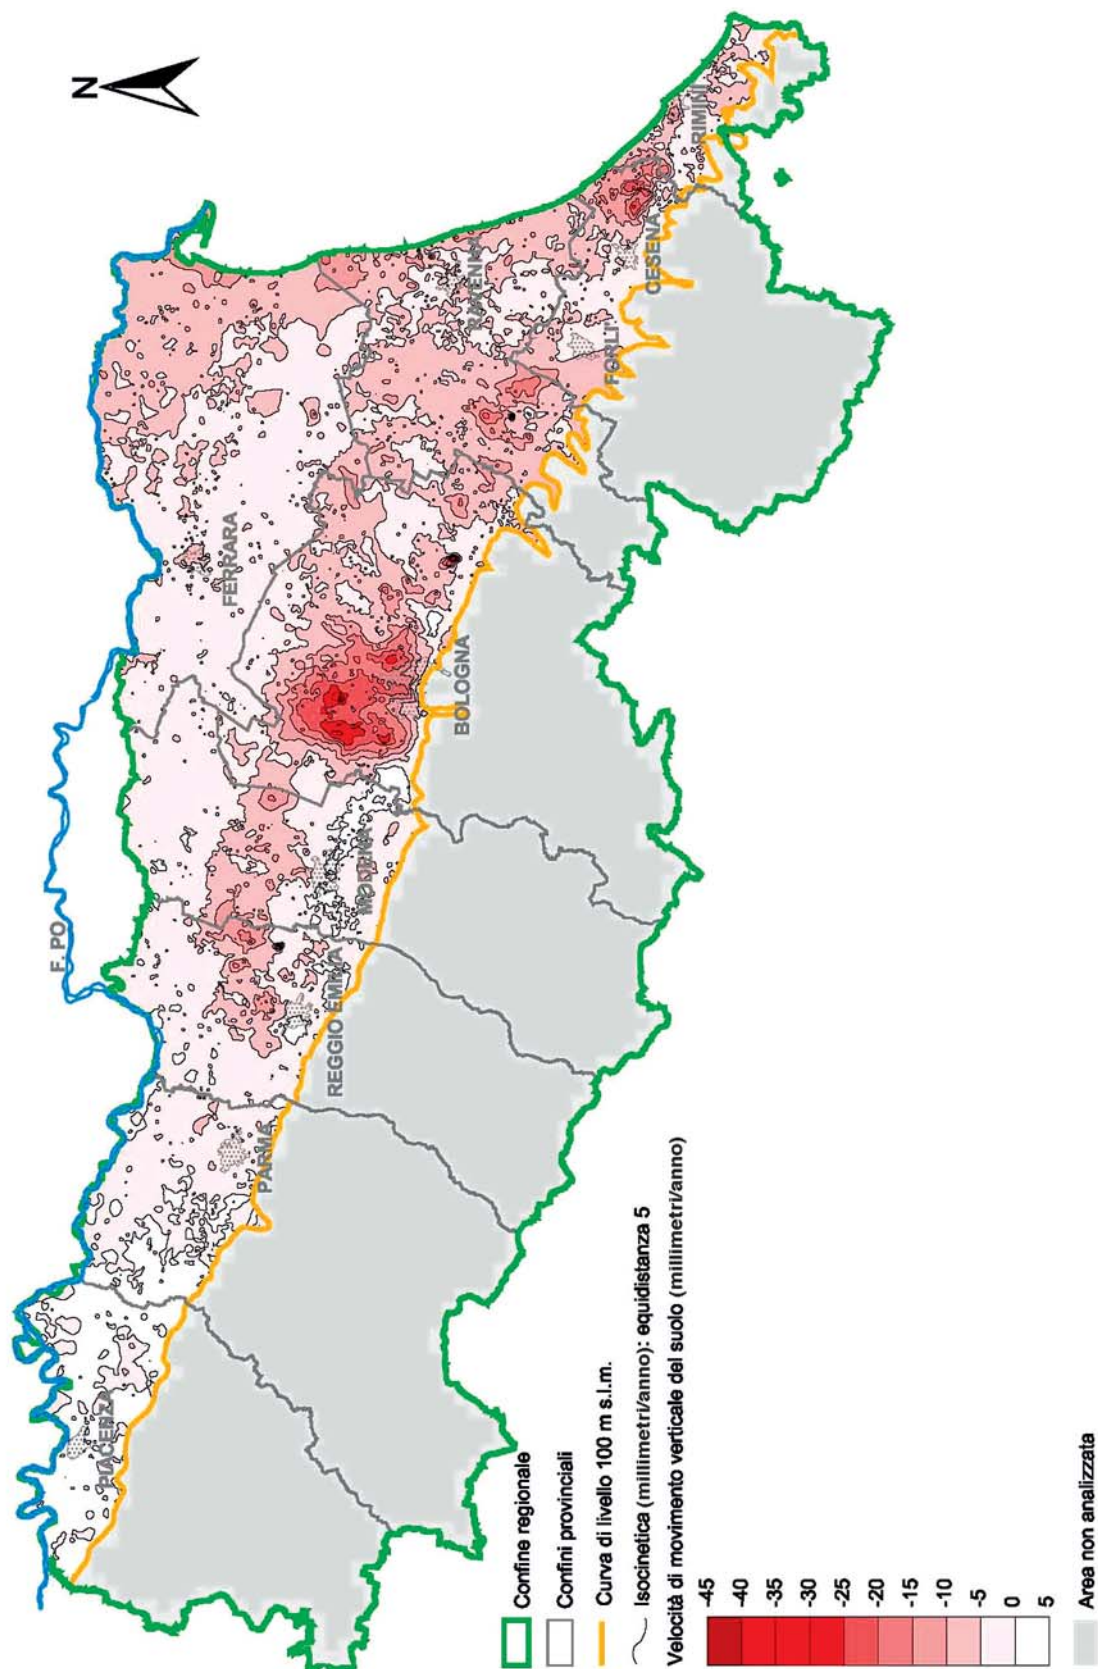 N
F. PO
PIACENZA
PARMA
REGGIO EMILIA
MODENA
BOLOGNA
FERRARA
RAVENNA
FORLI'
CESENA
RIMINI
Confine regionale
Confini provinciali
Curva di livello 100 m s.l.m.
Isocinetica (millimetri/anno): equidistanza 5
Velocità di movimento verticale del suolo (millimetri/anno)
-45
-40
-35
-30
-25
-20
-15
-10
-5
0
5
Area non analizzata